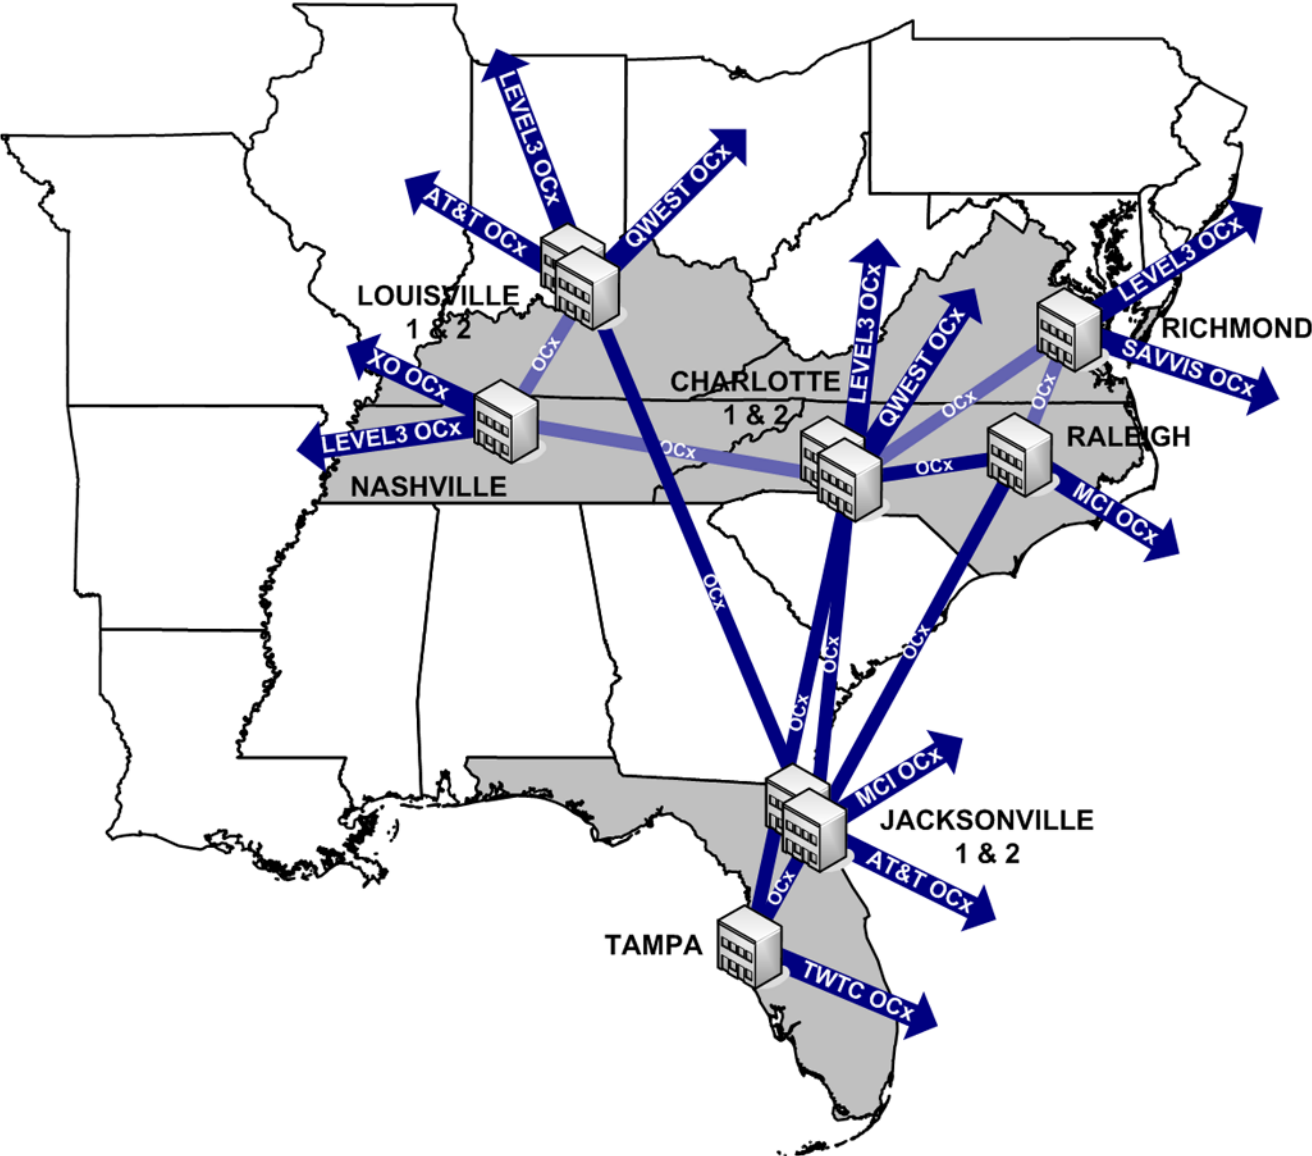 LEVEL3 OCx
AT&T OCx
QWEST OCx
LOUISVILLE
1 & 2
OCx
XO OCx
LEVEL3 OCx
NASHVILLE
OCx
OCx
CHARLOTTE
1 & 2
LEVEL3 OCx
QWEST OCx
OCx
OCx
LEVEL3 OCx
RICHMOND
SAVVIS OCx
OCx
RALEIGH
MCI OCx
OCx
OCx
OCx
MCI OCx
JACKSONVILLE
1 & 2
AT&T OCx
OCx
TAMPA
TWTC OCx